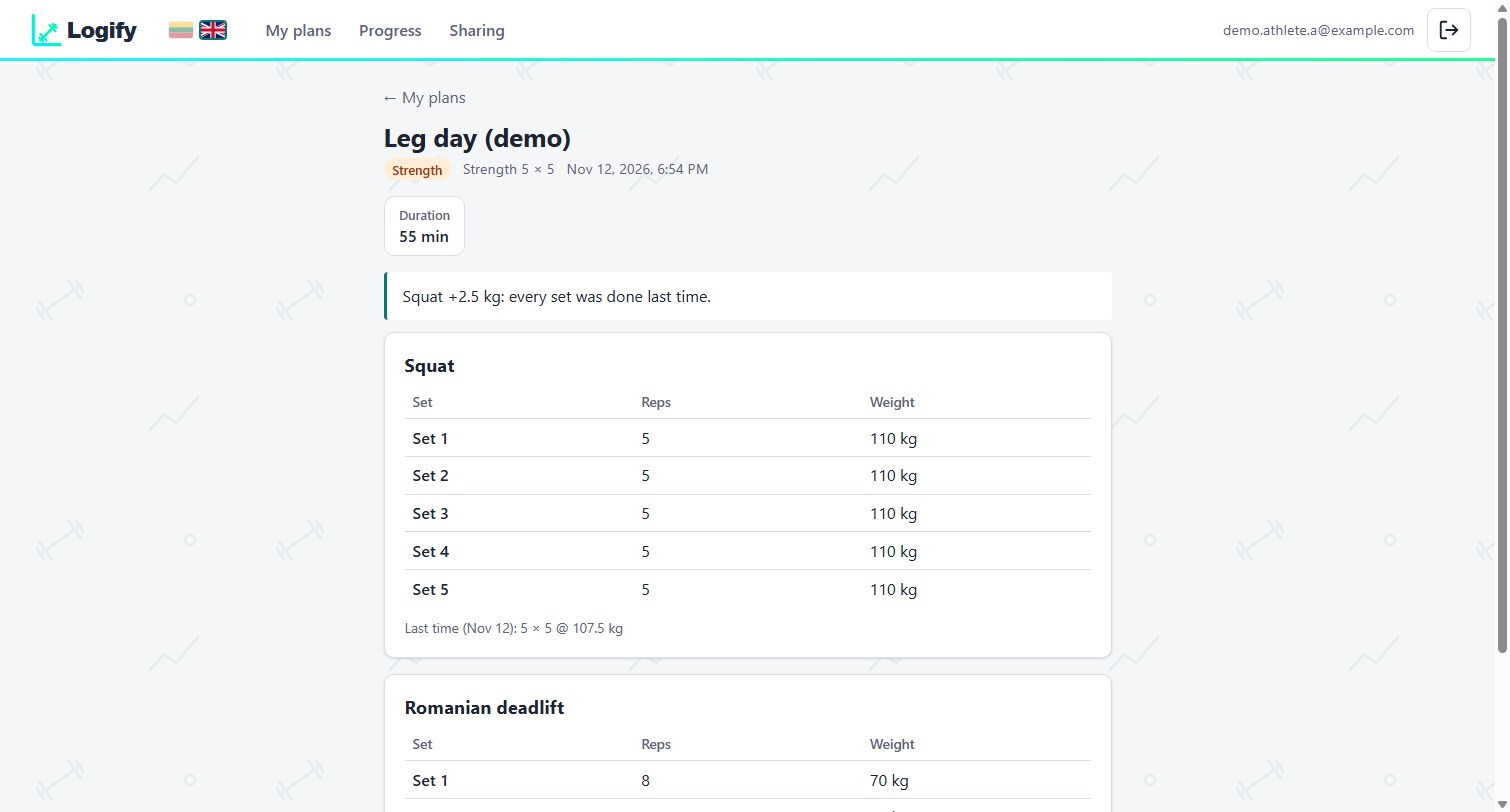 Logify
My plans Progress Sharing
demo.athlete.a@example.com
← My plans
Leg day (demo)
Strength Strength 5 × 5 Nov 12, 2026, 6:54 PM
Duration
55 min
Squat +2.5 kg: every set was done last time.
Squat
Set Reps Weight
Set 1 5 110 kg
Set 2 5 110 kg
Set 3 5 110 kg
Set 4 5 110 kg
Set 5 5 110 kg
Last time (Nov 12): 5 × 5 @ 107.5 kg
Romanian deadlift
Set Reps Weight
Set 1 8 70 kg